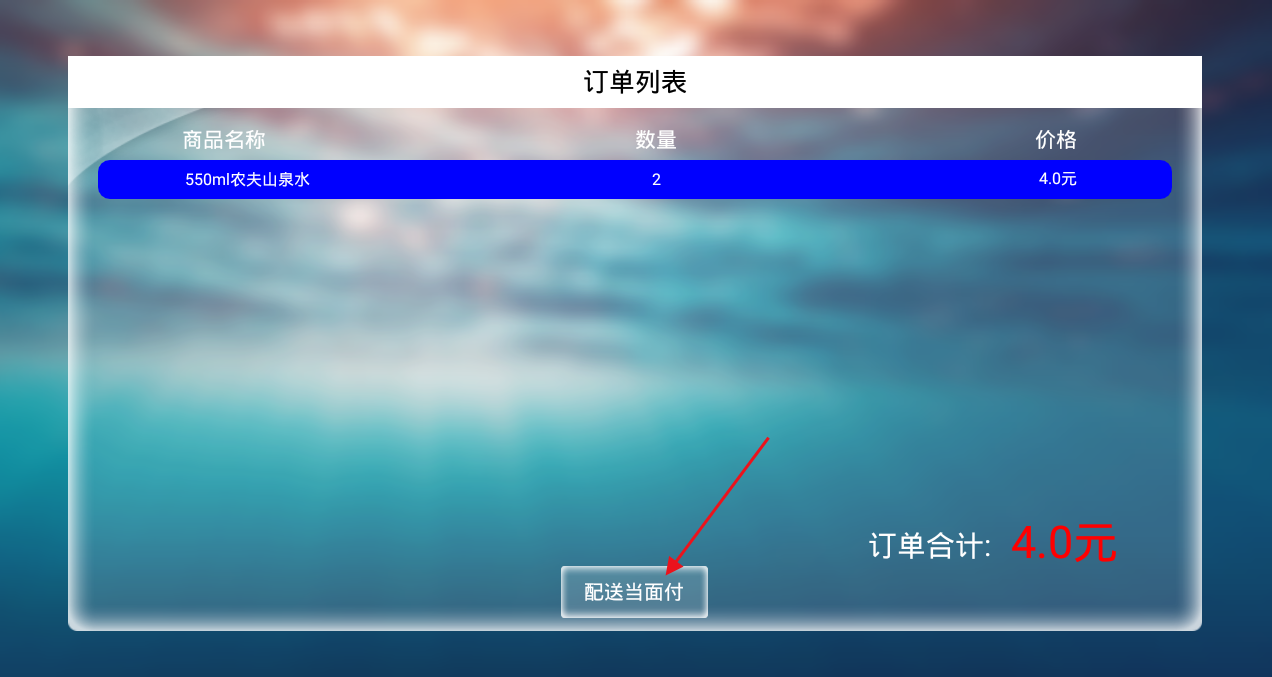 订单列表
商品名称 数量 价格
550ml农夫山泉水 2 4.0元
订单合计: 4.0元
配送当面付